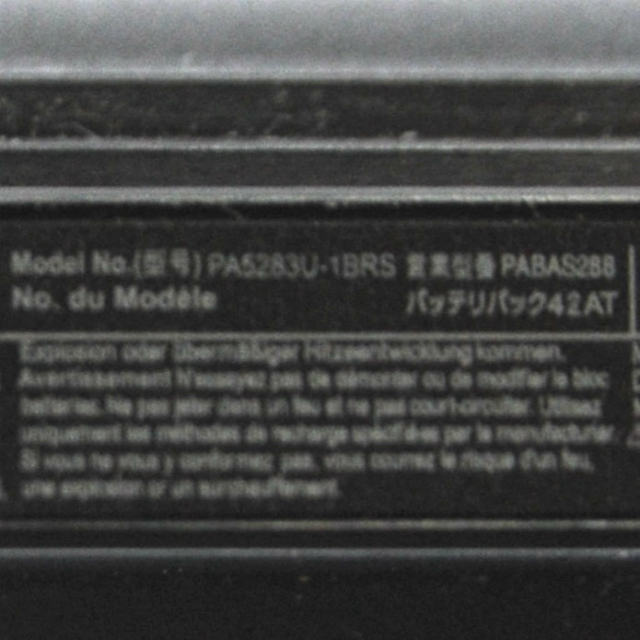 Model No.(型号) PA5283U-1BRS 営業型番 PABAS288
No. du Modèle バッテリパック42AT
Explosion oder übermäßiger Hitzeentwicklung kommen.
Avertissement N'essayez pas de démonter ou de modifier le bloc
batteries. Ne pas jeter dans un feu et ne pas court-circuiter. Utilisez
uniquement les méthodes de recharge spécifiées par le manufacturier.
Si vous ne vous y conformez pas, vous courrez le risque d'un feu,
une explosion or un surchauffement.